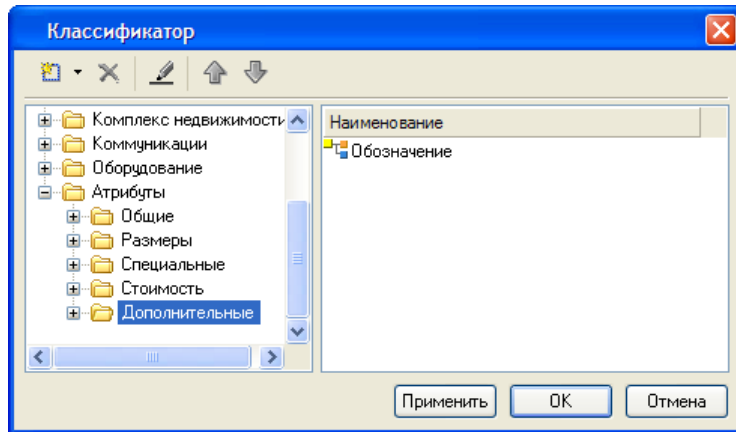 Классификатор
Комплекс недвижимости
Коммуникации
Оборудование
Атрибуты
Общие
Размеры
Специальные
Стоимость
Дополнительные
Наименование
Обозначение
Применить
OK
Отмена